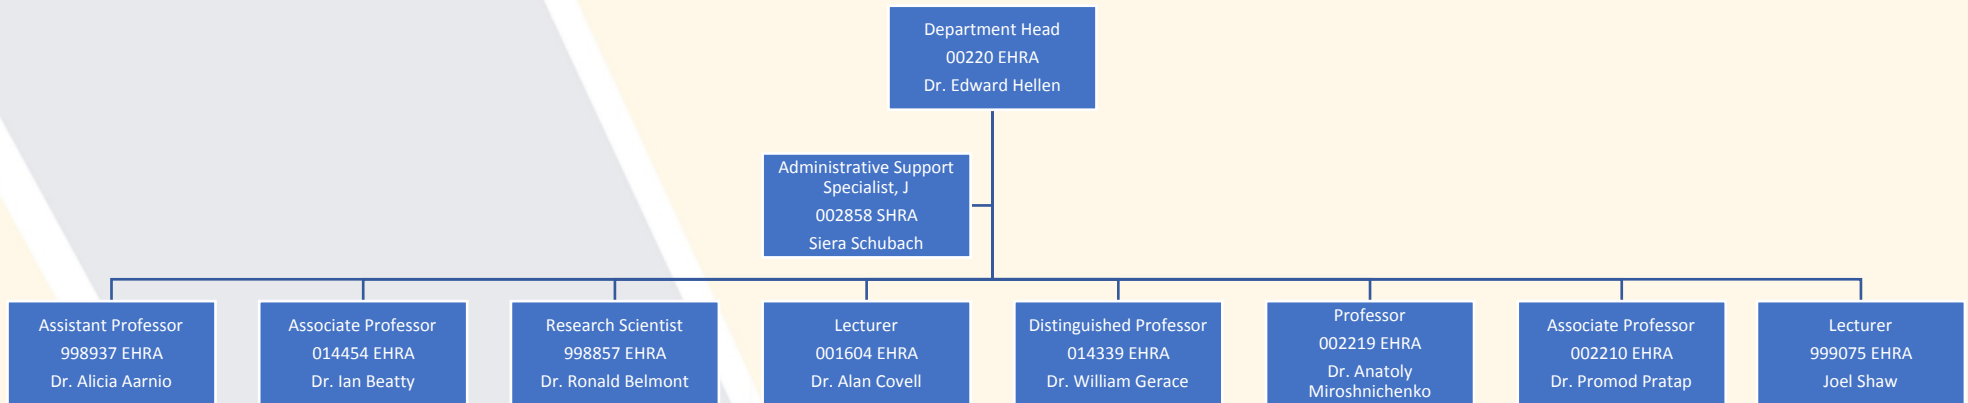 Department Head
00220 EHRA
Dr. Edward Hellen
Administrative Support
Specialist, J
002858 SHRA
Siera Schubach
Assistant Professor
998937 EHRA
Dr. Alicia Aarnio
Associate Professor
014454 EHRA
Dr. Ian Beatty
Research Scientist
998857 EHRA
Dr. Ronald Belmont
Lecturer
001604 EHRA
Dr. Alan Covell
Distinguished Professor
014339 EHRA
Dr. William Gerace
Professor
002219 EHRA
Dr. Anatoly
Miroshnichenko
Associate Professor
002210 EHRA
Dr. Promod Pratap
Lecturer
999075 EHRA
Joel Shaw